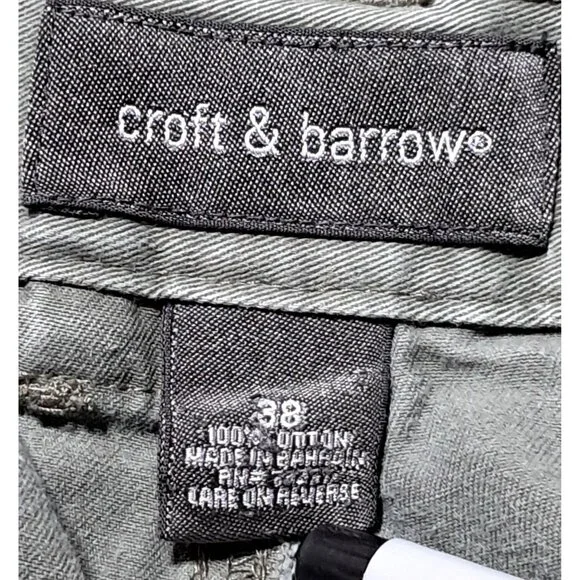 croft & barrow®
38
100% COTTON
MADE IN BAHRAIN
RN#
CARE ON REVERSE